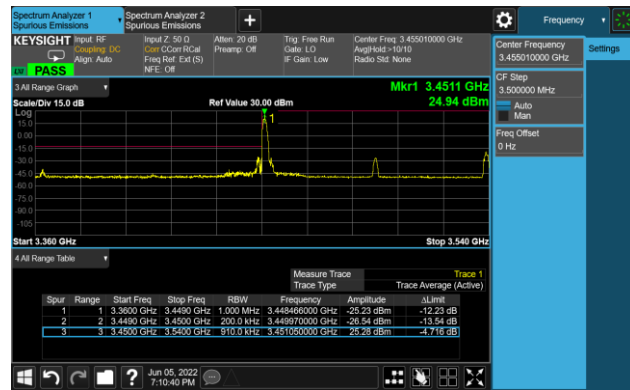 Spectrum Analyzer 1
Spurious Emissions
Spectrum Analyzer 2
Spurious Emissions
+
Frequency
KEYSIGHT
Input: RF
Coupling: DC
Align: Auto
Input Z: 50 Ω
Corr CCorr RCal
Freq Ref: Ext (S)
NFE: Off
Atten: 20 dB
Preamp: Off
Trig: Free Run
Gate: LO
IF Gain: Low
Center Freq: 3.455010000 GHz
Avg|Hold:>10/10
Radio Std: None
PASS
Center Frequency
3.455010000 GHz
Settings
CF Step
3.500000 MHz
Auto
Man
Freq Offset
0 Hz
3 All Range Graph
Mkr1 3.4511 GHz
24.94 dBm
Scale/Div 15.0 dB
Ref Value 30.00 dBm
Log
15.0
0.00
-15.0
-30.0
-45.0
-60.0
-75.0
-90.0
-105
1
Start 3.360 GHz
Stop 3.540 GHz
4 All Range Table
Measure Trace Trace 1
Trace Type Trace Average (Active)
Spur Range Start Freq Stop Freq RBW Frequency Amplitude ΔLimit
1 1 3.3600 GHz 3.4490 GHz 1.000 MHz 3.448466000 GHz -25.23 dBm -12.23 dB
2 2 3.4490 GHz 3.4500 GHz 200.0 kHz 3.449970000 GHz -26.54 dBm -13.54 dB
3 3 3.4500 GHz 3.5400 GHz 910.0 kHz 3.451050000 GHz 25.28 dBm -4.716 dB
?
Jun 05, 2022
7:10:40 PM